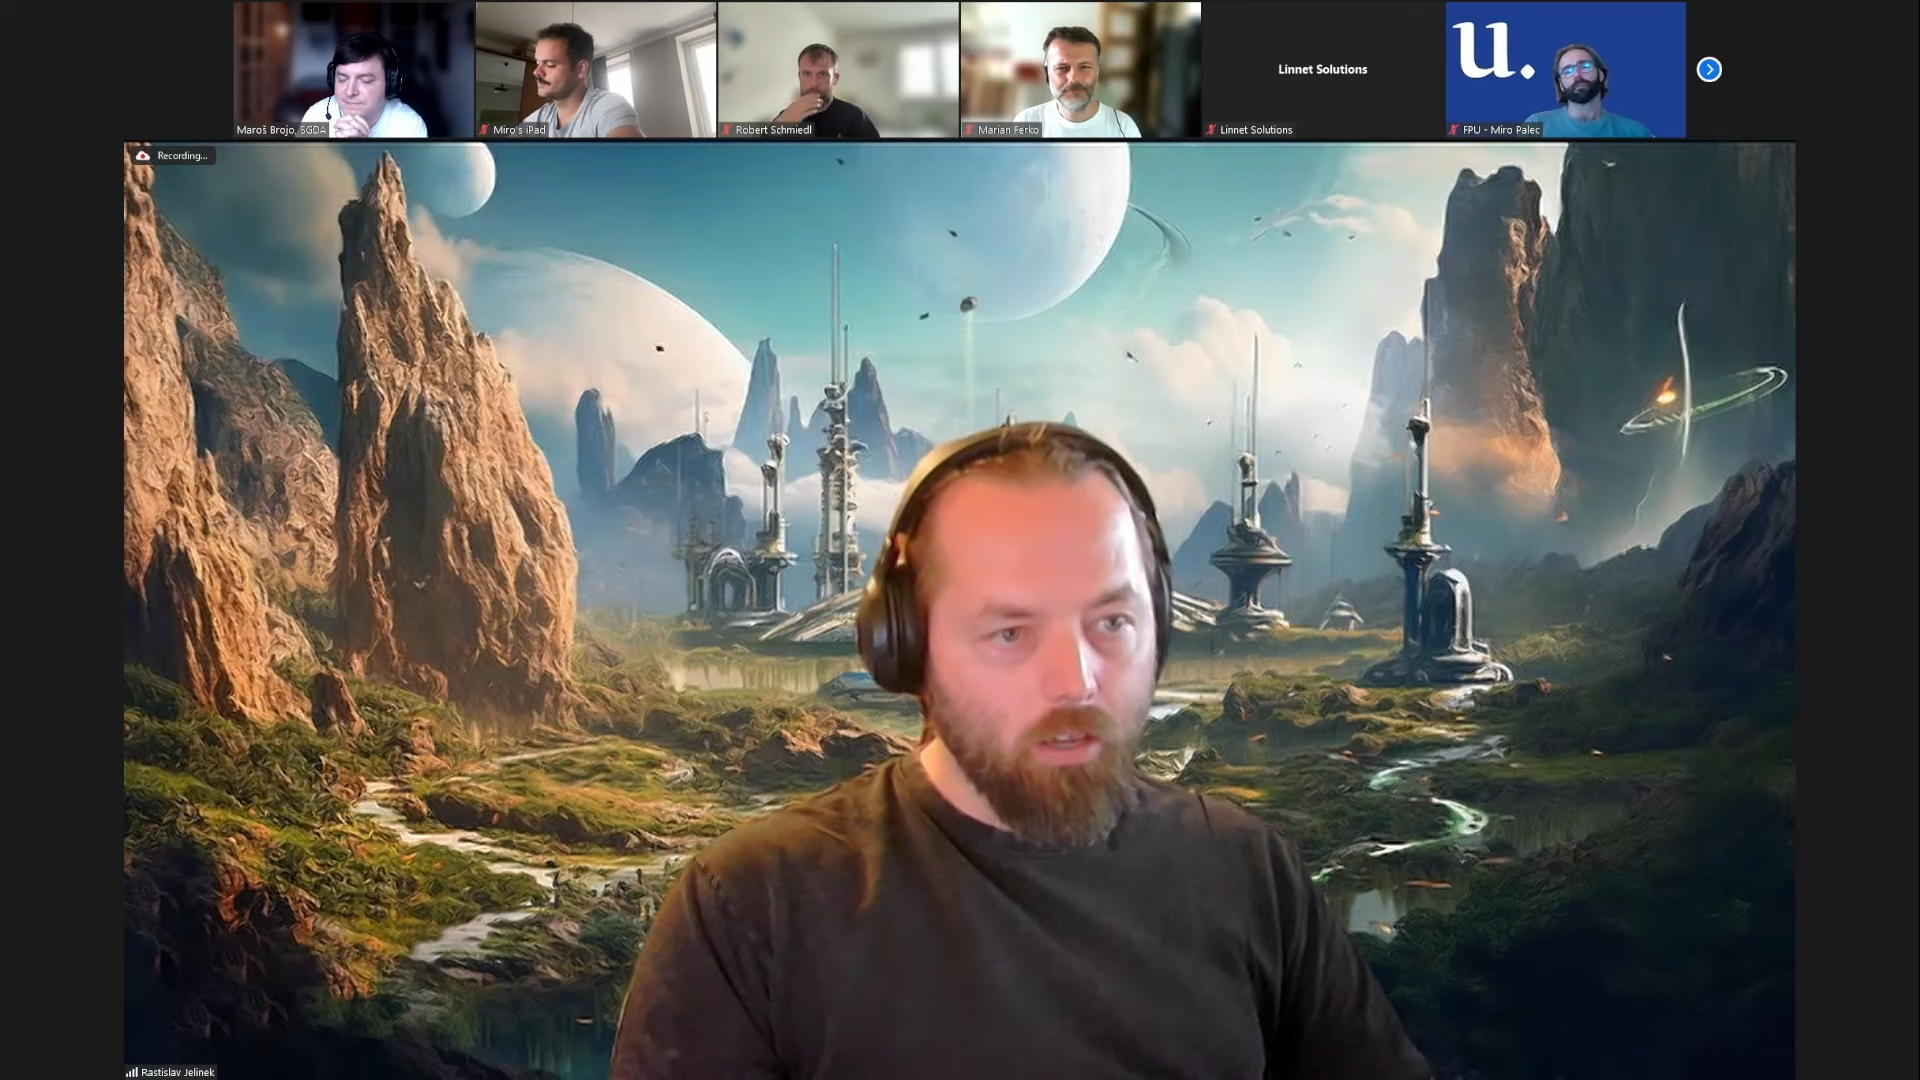 u.
Linnet Solutions
Maroš Brojo, SGDA
Miro's iPad
Robert Schmiedl
Marian Ferko
Linnet Solutions
FPU - Miro Palec
Recording...
Rastislav Jelinek